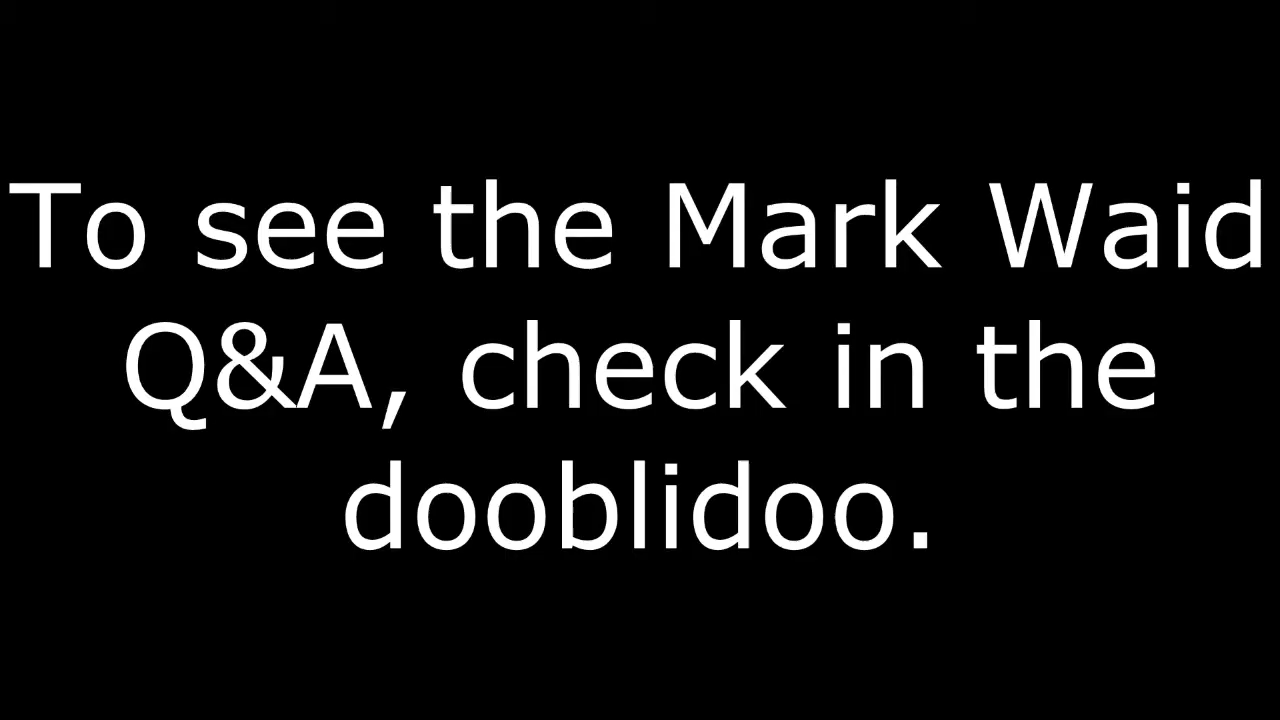 To see the Mark Waid
Q&A, check in the
dooblidoo.